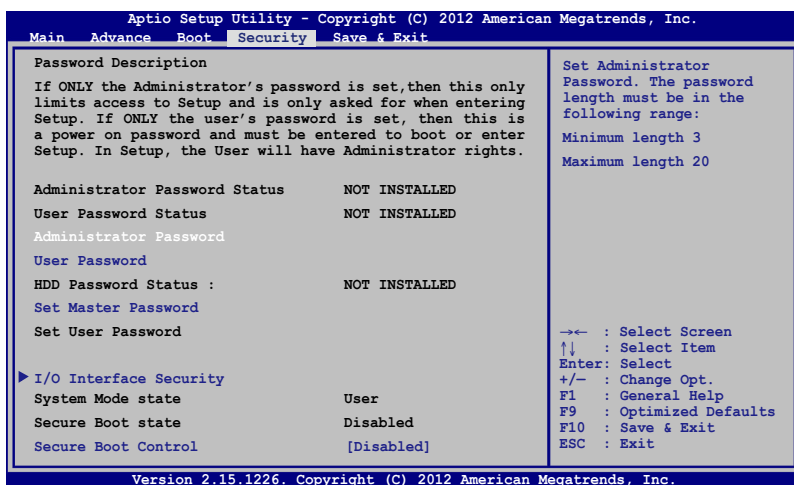 Aptio Setup Utility - Copyright (C) 2012 American Megatrends, Inc.
Main Advance Boot Security Save & Exit
Password Description
If ONLY the Administrator's password is set,then this only
limits access to Setup and is only asked for when entering
Setup. If ONLY the user's password is set, then this is
a power on password and must be entered to boot or enter
Setup. In Setup, the User will have Administrator rights.
Administrator Password Status NOT INSTALLED
User Password Status NOT INSTALLED
Administrator Password
User Password
HDD Password Status : NOT INSTALLED
Set Master Password
Set User Password
I/O Interface Security
System Mode state User
Secure Boot state Disabled
Secure Boot Control [Disabled]
Set Administrator
Password. The password
length must be in the
following range:
Minimum length 3
Maximum length 20
→← : Select Screen
↑↓ : Select Item
Enter: Select
+/— : Change Opt.
F1 : General Help
F9 : Optimized Defaults
F10 : Save & Exit
ESC : Exit
Version 2.15.1226. Copyright (C) 2012 American Megatrends, Inc.